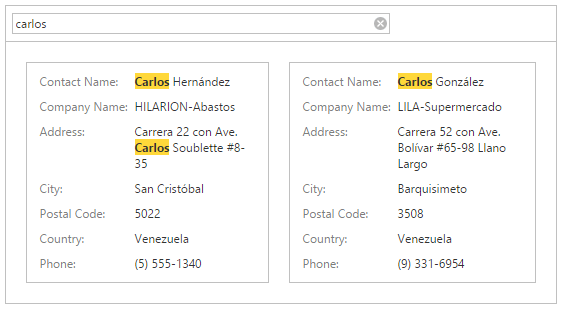 carlos
Contact Name: Carlos Hernández
Company Name: HILARION-Abastos
Address: Carrera 22 con Ave.
Carlos Soublette #8-
35
City: San Cristóbal
Postal Code: 5022
Country: Venezuela
Phone: (5) 555-1340
Contact Name: Carlos González
Company Name: LILA-Supermercado
Address: Carrera 52 con Ave.
Bolívar #65-98 Llano
Largo
City: Barquisimeto
Postal Code: 3508
Country: Venezuela
Phone: (9) 331-6954